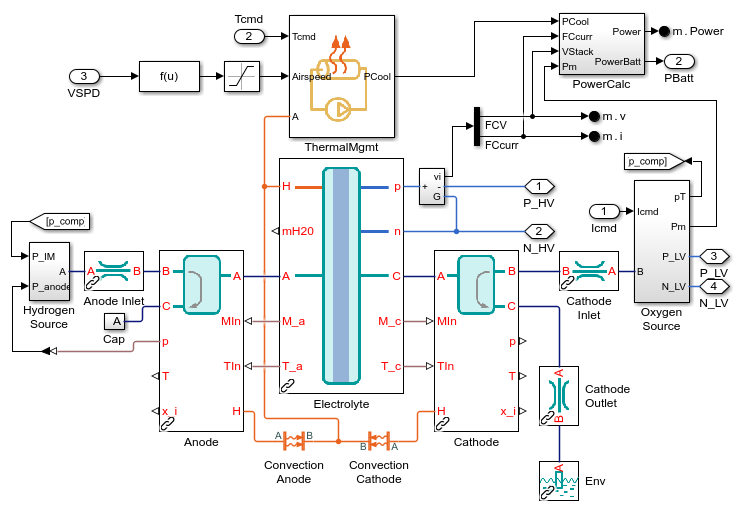 Tcmd
2
Tcmd
Airspeed
PCool
A
ThermalMgmt
3
VSPD
f(u)
PCool
FCcurr
VStack
Pm
Power
PowerBatt
PowerCalc
m.Power
2
PBatt
FCV
FCcurr
m.v
m.i
[p_comp]
H
p
mH20
n
A
C
M_a
M_c
T_a
T_c
Electrolyte
vi
+
-
G
1
P_HV
2
N_HV
1
Icmd
Icmd
pT
Pm
P_LV
N_LV
B
Oxygen
Source
3
P_LV
4
N_LV
[p_comp]
P_IM
A
P_anode
Hydrogen
Source
A
B
Anode Inlet
A
Cap
B
A
C
MIn
p
TIn
T
x_i
H
Anode
A
B
C
MIn
p
TIn
T
H
x_i
Cathode
B
A
Cathode
Inlet
A
B
Cathode
Outlet
A
Env
A
B
Convection
Anode
B
A
Convection
Cathode